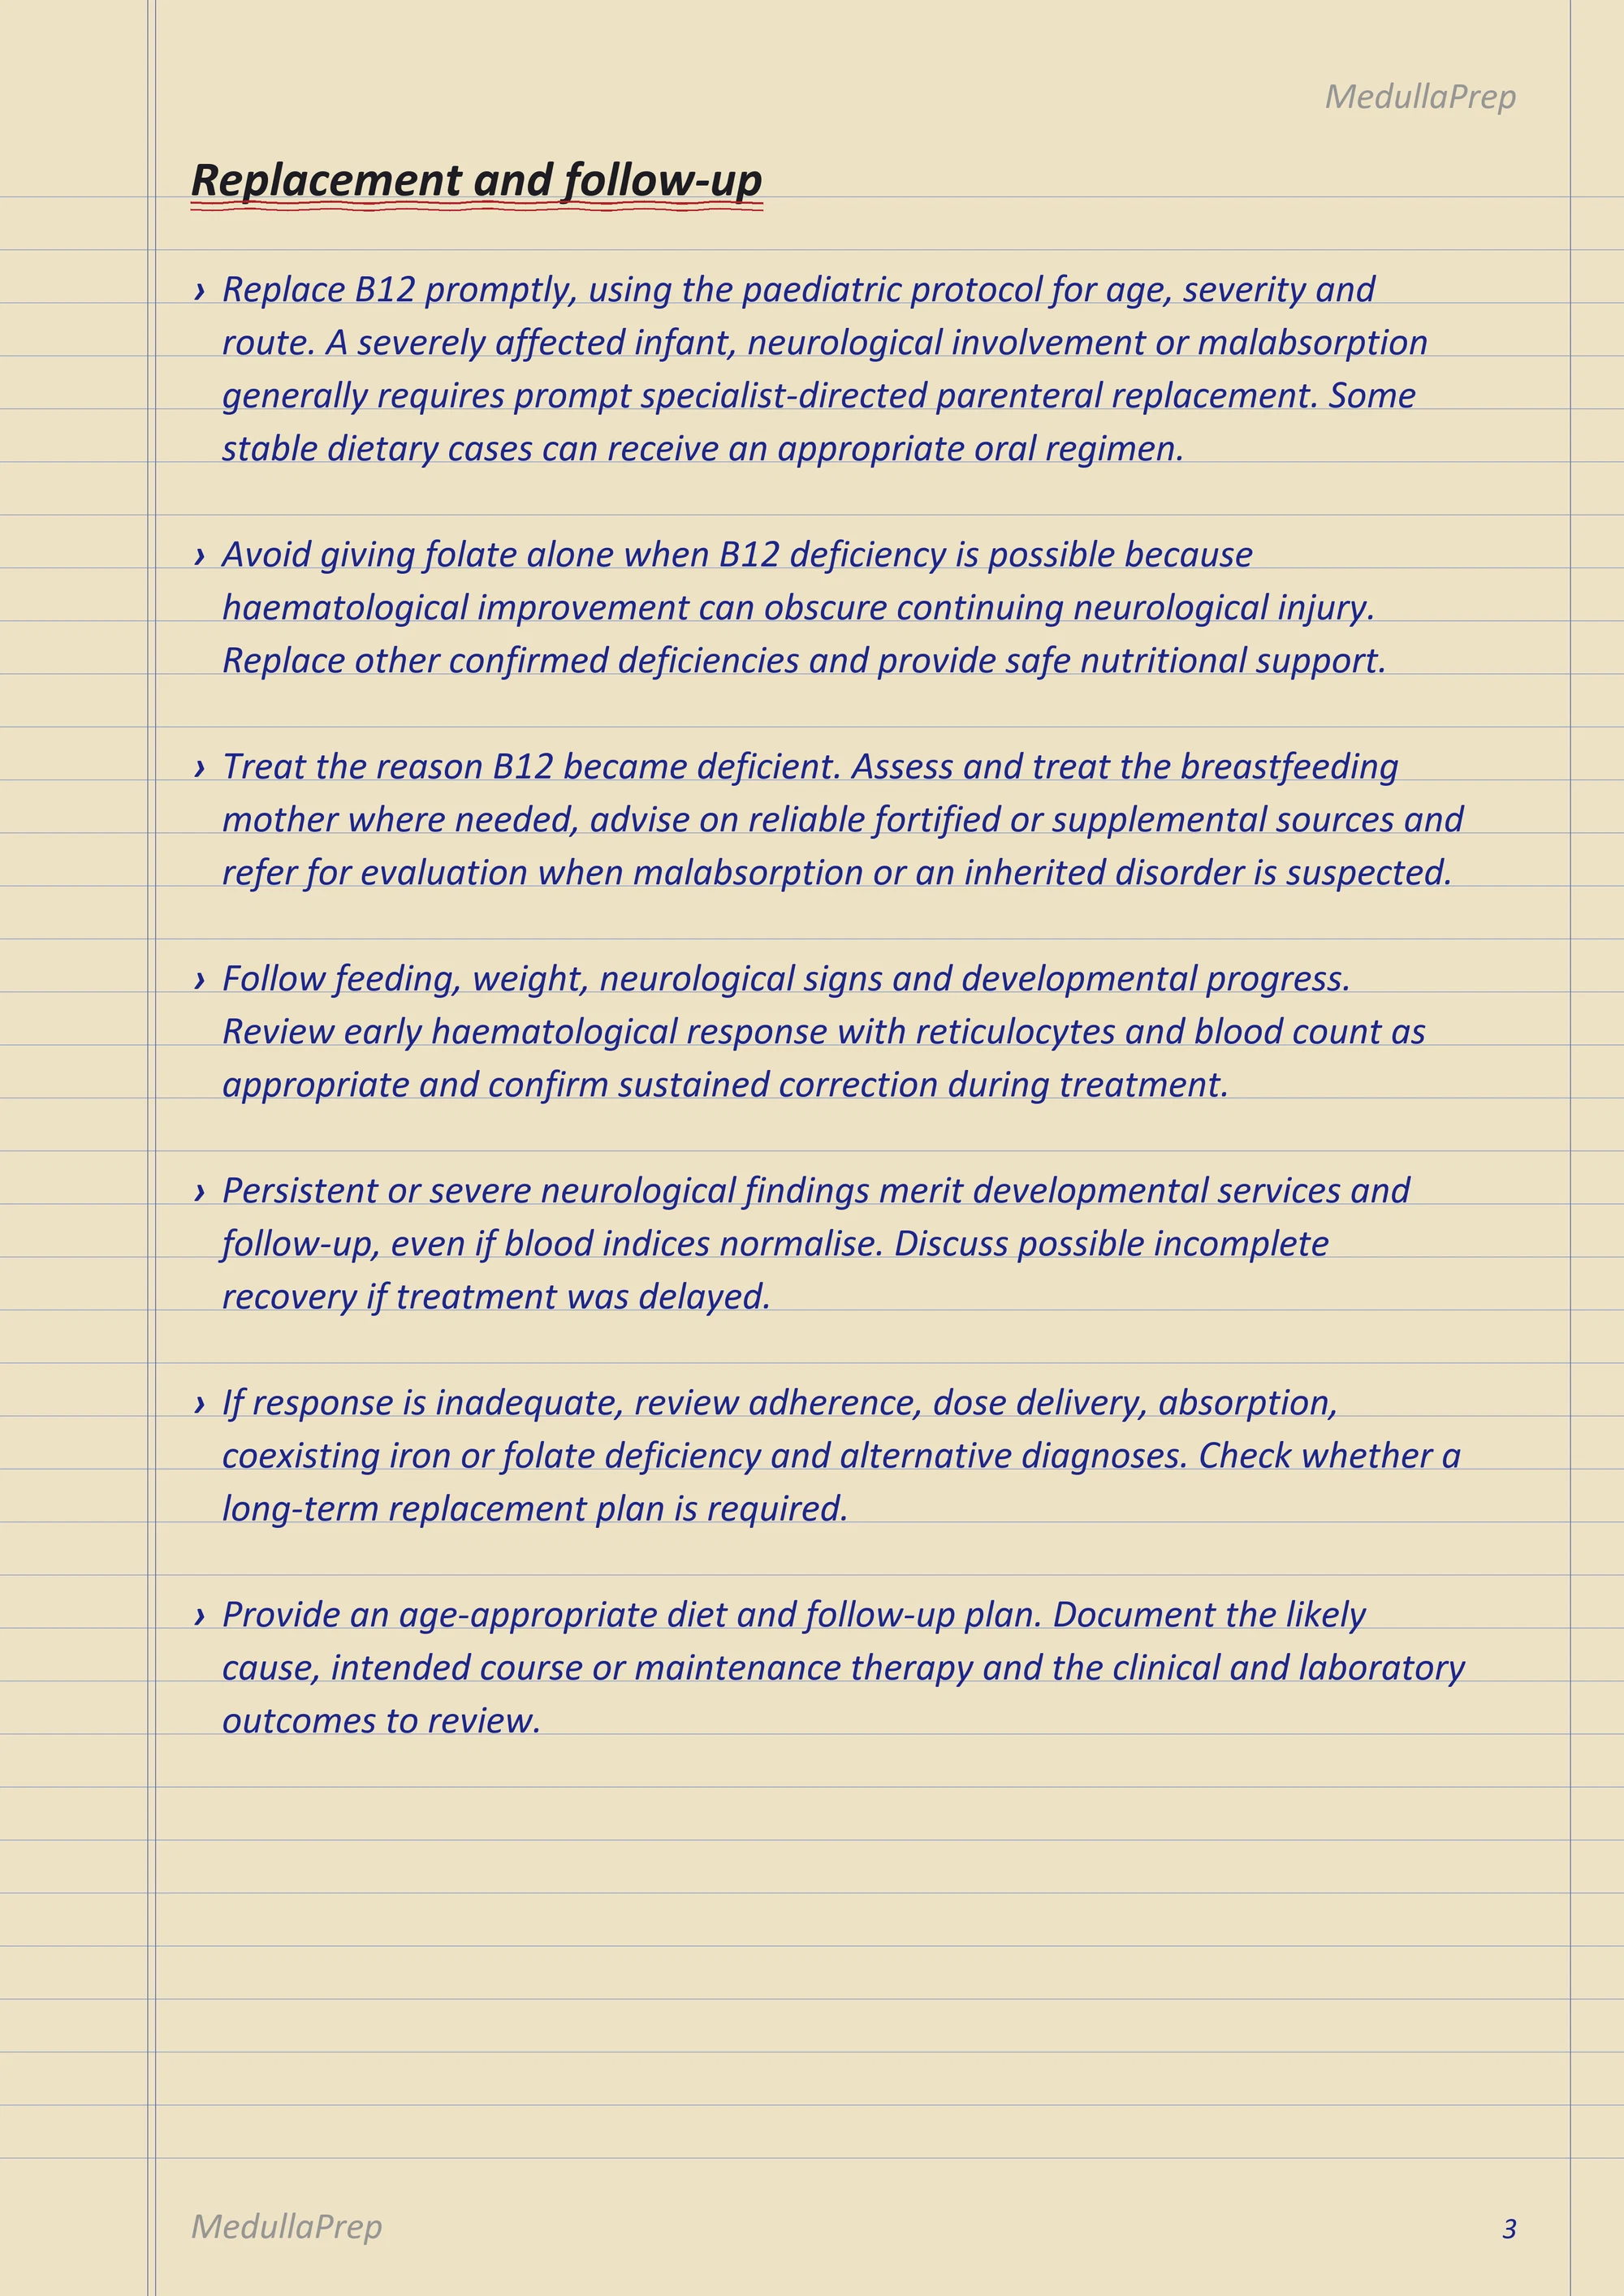 MedullaPrep
Replacement and follow-up
› Replace B12 promptly, using the paediatric protocol for age, severity and
route. A severely affected infant, neurological involvement or malabsorption
generally requires prompt specialist-directed parenteral replacement. Some
stable dietary cases can receive an appropriate oral regimen.
› Avoid giving folate alone when B12 deficiency is possible because
haematological improvement can obscure continuing neurological injury.
Replace other confirmed deficiencies and provide safe nutritional support.
› Treat the reason B12 became deficient. Assess and treat the breastfeeding
mother where needed, advise on reliable fortified or supplemental sources and
refer for evaluation when malabsorption or an inherited disorder is suspected.
› Follow feeding, weight, neurological signs and developmental progress.
Review early haematological response with reticulocytes and blood count as
appropriate and confirm sustained correction during treatment.
› Persistent or severe neurological findings merit developmental services and
follow-up, even if blood indices normalise. Discuss possible incomplete
recovery if treatment was delayed.
› If response is inadequate, review adherence, dose delivery, absorption,
coexisting iron or folate deficiency and alternative diagnoses. Check whether a
long-term replacement plan is required.
› Provide an age-appropriate diet and follow-up plan. Document the likely
cause, intended course or maintenance therapy and the clinical and laboratory
outcomes to review.
MedullaPrep
3